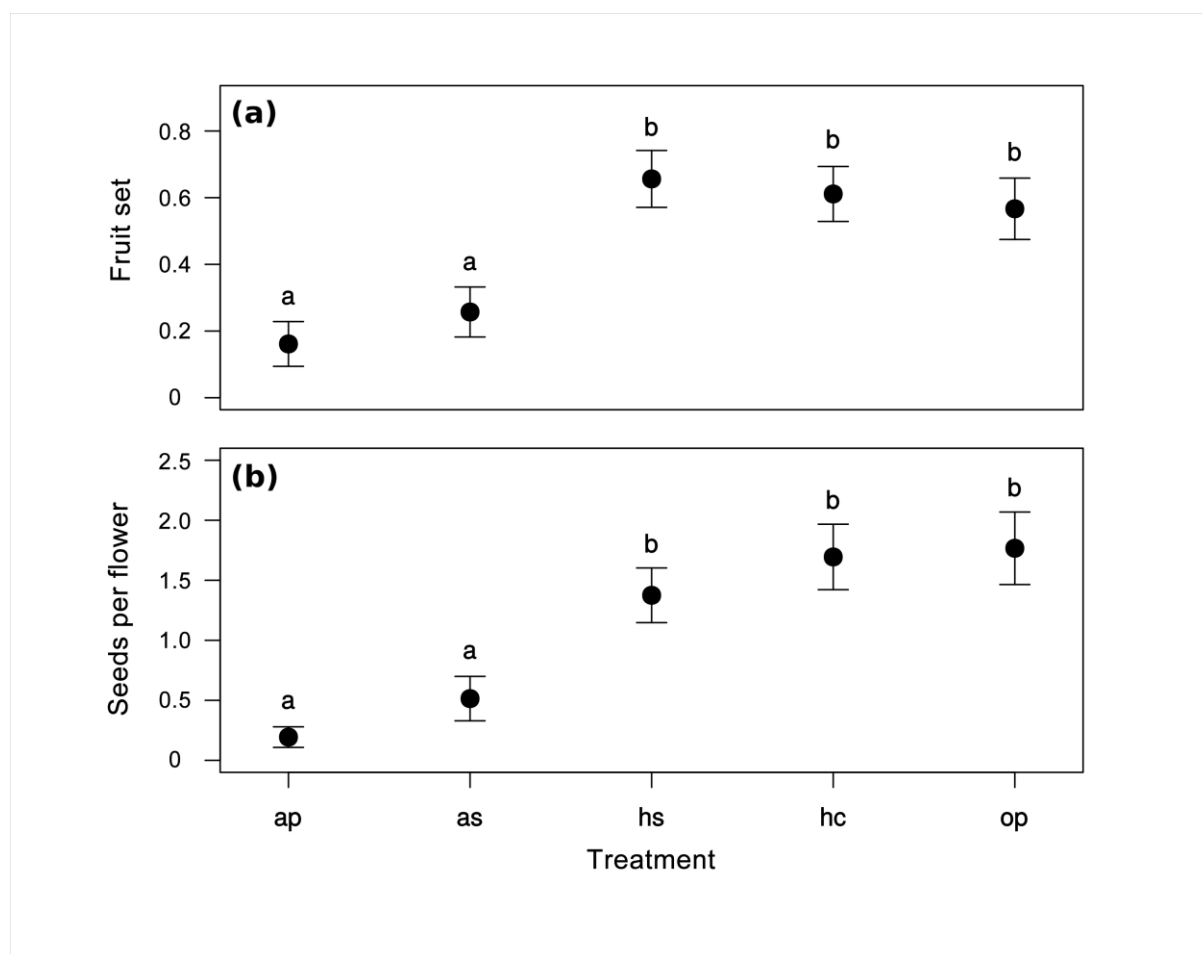 (a)
Fruit set
0.8
0.6
0.4
0.2
0
a
a
b
b
b
(b)
Seeds per flower
2.5
2.0
1.5
1.0
0.5
0
a
a
b
b
b
ap as hs hc op
Treatment